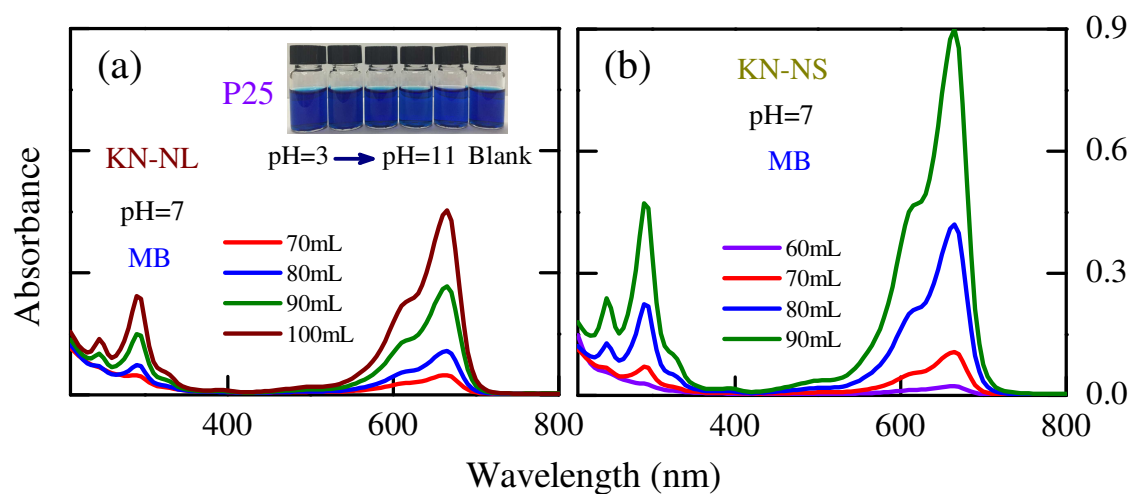 Absorbance
(a)
P25
pH=3 → pH=11 Blank
KN-NL
pH=7
MB
70mL
80mL
90mL
100mL
400
600
800
(b)
KN-NS
pH=7
MB
60mL
70mL
80mL
90mL
0.9
0.6
0.3
0.0
400
600
800
Wavelength (nm)